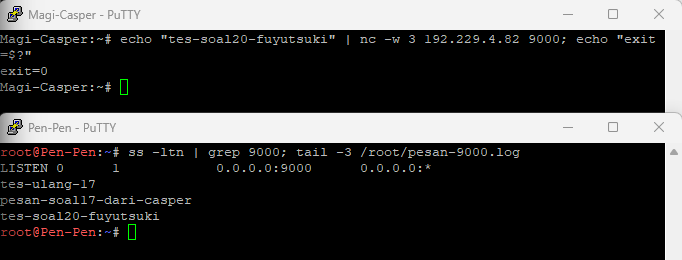 Magi-Casper - PuTTY
Magi-Casper:~# echo "tes-soal20-fuyutsuki" | nc -w 3 192.229.4.82 9000; echo "exit
=$?"
exit=0
Magi-Casper:~#
Pen-Pen - PuTTY
root@Pen-Pen:~# ss -ltn | grep 9000; tail -3 /root/pesan-9000.log
LISTEN 0      1            0.0.0.0:9000      0.0.0.0:*
tes-ulang-17
pesan-soal17-dari-casper
tes-soal20-fuyutsuki
root@Pen-Pen:~#